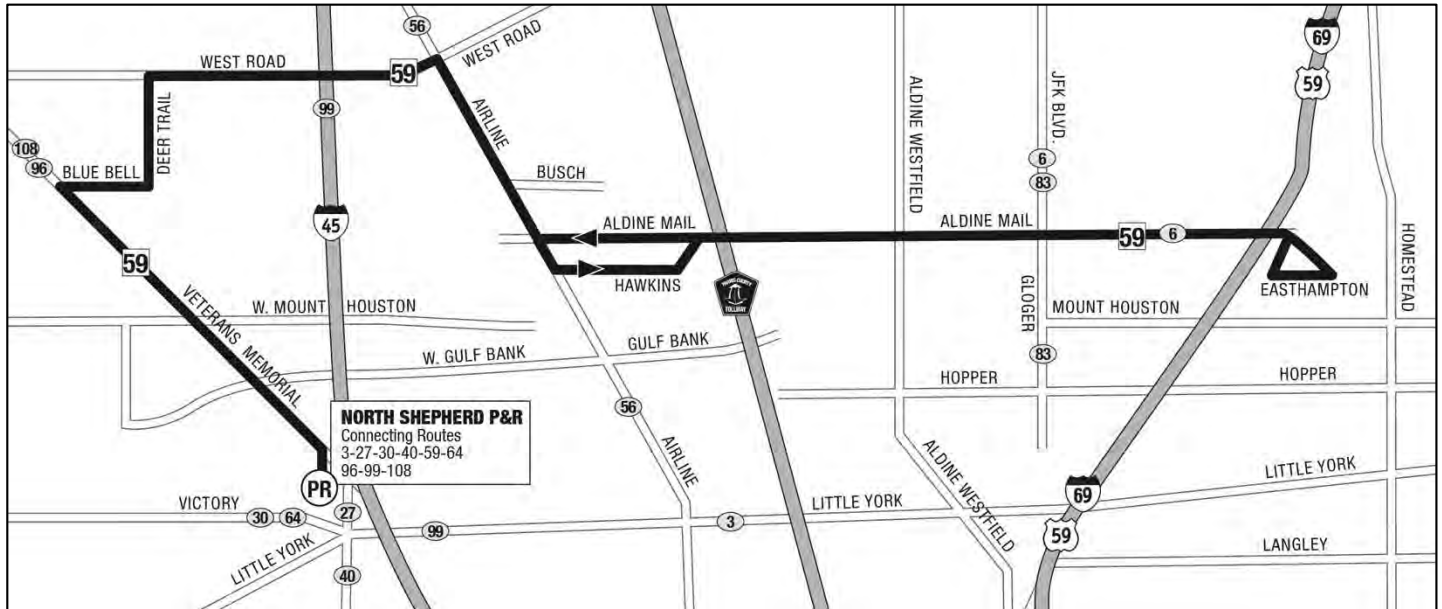 56
WEST ROAD
69
WEST ROAD
59
59
99
AIRLINE
ALDINE WESTFIELD
JFK BLVD.
108
96
BLUE BELL
DEER TRAIL
6
83
BUSCH
45
ALDINE MAIL
ALDINE MAIL
59
6
HOMESTEAD
59
HAWKINS
EASTHAMPTON
VETERANS MEMORIAL
W. MOUNT HOUSTON
GLOGER
MOUNT HOUSTON
W. GULF BANK
GULF BANK
83
HOPPER
HOPPER
NORTH SHEPHERD P&R
Connecting Routes
3-27-30-40-59-64
96-99-108
56
AIRLINE
ALDINE WESTFIELD
PR
VICTORY
30
64
27
99
3
LITTLE YORK
LITTLE YORK
69
59
LITTLE YORK
40
LANGLEY